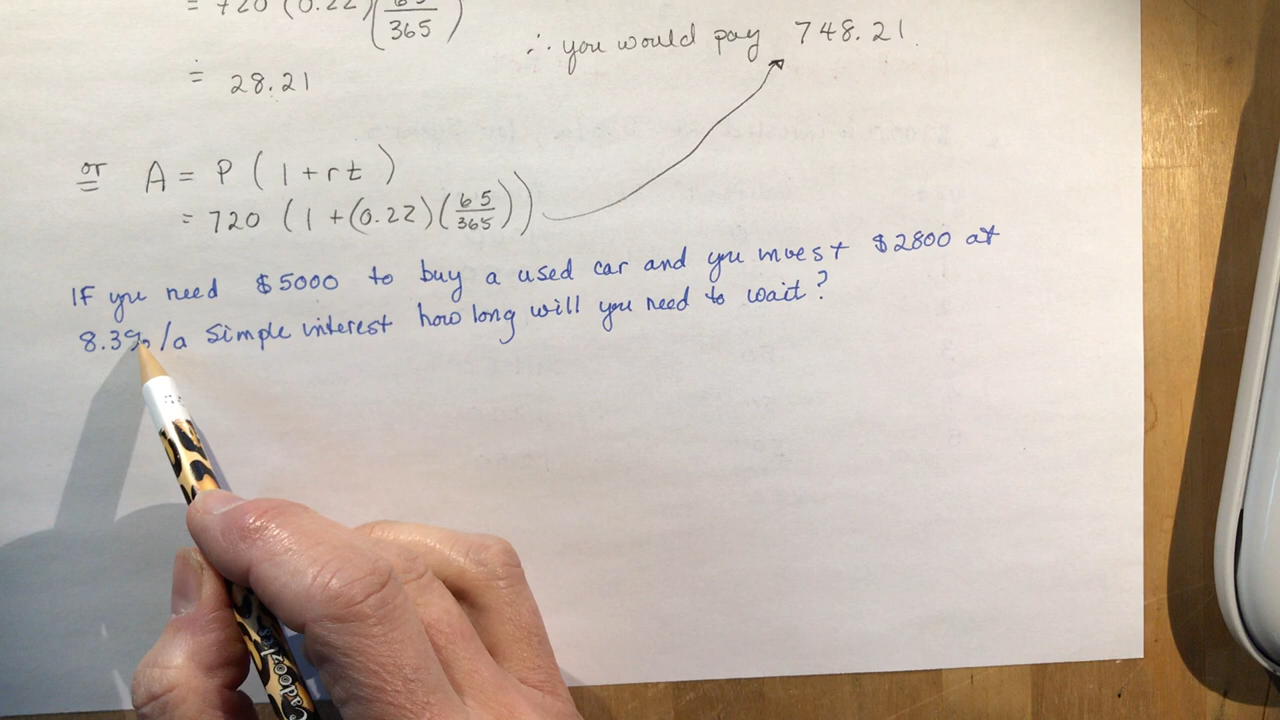 = 720 (0.22)(65/365)
∴ you would pay 748.21.
≐ 28.21
or A = P ( 1 + rt )
= 720 ( 1 + (0.22)(65/365))
If you need $5000 to buy a used car and you invest $2800 at
8.3% /a simple interest how long will you need to wait?
Cadoozles